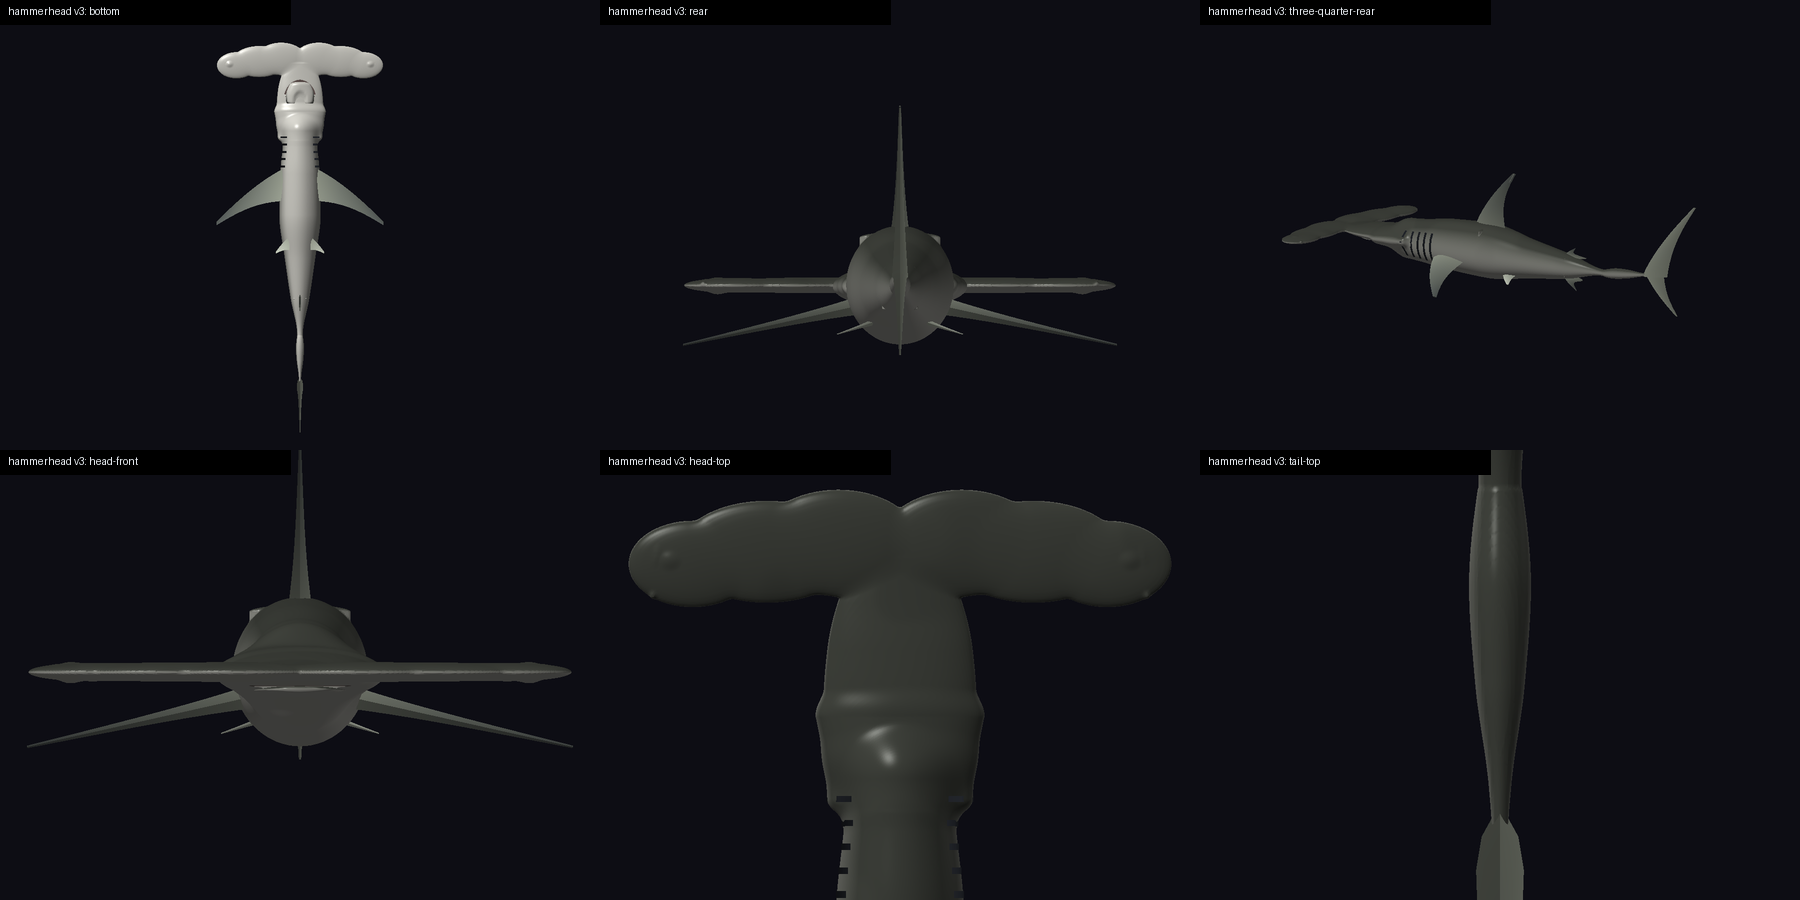 hammerhead v3: bottom
hammerhead v3: rear
hammerhead v3: three-quarter-rear
hammerhead v3: head-front
hammerhead v3: head-top
hammerhead v3: tail-top